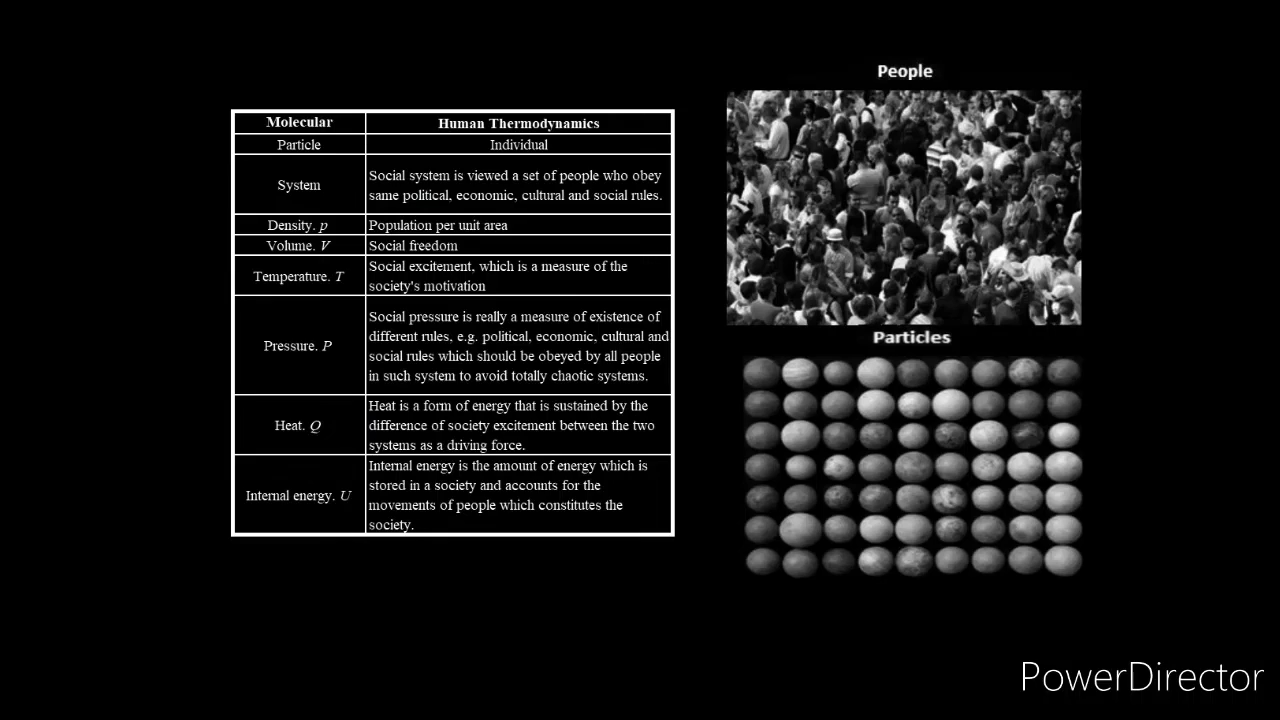 People
Molecular
Human Thermodynamics
Particle
Individual
System
Social system is viewed a set of people who obey
same political, economic, cultural and social rules.
Density. p
Population per unit area
Volume. V
Social freedom
Temperature. T
Social excitement, which is a measure of the
society's motivation
Pressure. P
Social pressure is really a measure of existence of
different rules, e.g. political, economic, cultural and
social rules which should be obeyed by all people
in such system to avoid totally chaotic systems.
Heat. Q
Heat is a form of energy that is sustained by the
difference of society excitement between the two
systems as a driving force.
Internal energy. U
Internal energy is the amount of energy which is
stored in a society and accounts for the
movements of people which constitutes the
society.
Particles
PowerDirector